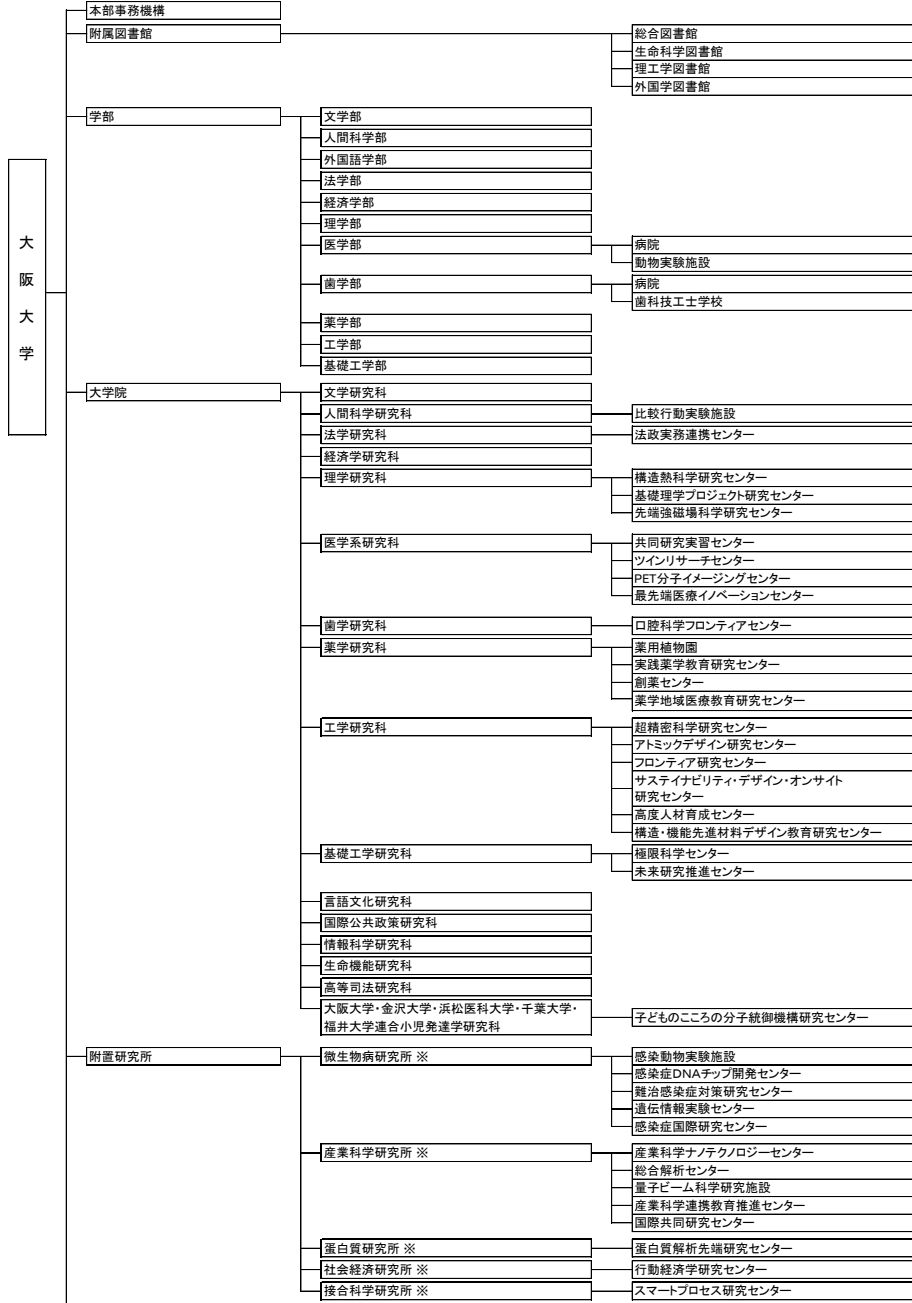 本部事務機構
附属図書館
総合図書館
生命科学図書館
理工学図書館
外国学図書館
学部
文学部
人間科学部
外国語学部
法学部
経済学部
理学部
医学部
病院
動物実験施設
歯学部
病院
歯科技工士学校
薬学部
工学部
基礎工学部
大阪大学
大学院
文学研究科
人間科学研究科
比較行動実験施設
法学研究科
法政実務連携センター
経済学研究科
理学研究科
構造熱科学研究センター
基礎理学プロジェクト研究センター
先端強磁場科学研究センター
医学系研究科
共同研究実習センター
ツインリサーチセンター
PET分子イメージングセンター
最先端医療イノベーションセンター
歯学研究科
口腔科学フロンティアセンター
薬学研究科
薬用植物園
実践薬学教育研究センター
創薬センター
薬学地域医療教育研究センター
工学研究科
超精密科学研究センター
アトミックデザイン研究センター
フロンティア研究センター
サステイナビリティ・デザイン・オンサイト
研究センター
高度人材育成センター
構造・機能先進材料デザイン教育研究センター
基礎工学研究科
極限科学センター
未来研究推進センター
言語文化研究科
国際公共政策研究科
情報科学研究科
生命機能研究科
高等司法研究科
大阪大学・金沢大学・浜松医科大学・千葉大学・
福井大学連合小児発達学研究科
子どものこころの分子統御機構研究センター
附置研究所
微生物病研究所 ※
感染動物実験施設
感染症DNAチップ開発センター
難治感染症対策研究センター
遺伝情報実験センター
感染症国際研究センター
産業科学研究所 ※
産業科学ナノテクノロジーセンター
総合解析センター
量子ビーム科学研究施設
産業科学連携教育推進センター
国際共同研究センター
蛋白質研究所 ※
蛋白質解析先端研究センター
社会経済研究所 ※
行動経済学研究センター
接合科学研究所 ※
スマートプロセス研究センター